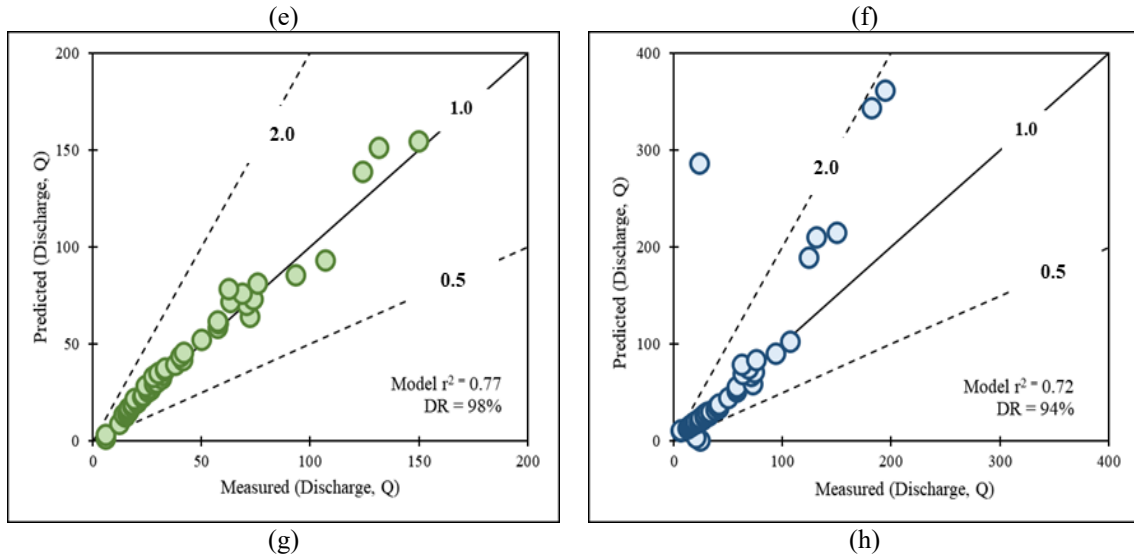 (e)
(f)
200
150
100
50
0
Predicted (Discharge, Q)
2.0
1.0
0.5
Model r² = 0.77
DR = 98%
0
50
100
150
200
Measured (Discharge, Q)
(g)
400
300
200
100
0
Predicted (Discharge, Q)
2.0
1.0
0.5
Model r² = 0.72
DR = 94%
0
100
200
300
400
Measured (Discharge, Q)
(h)